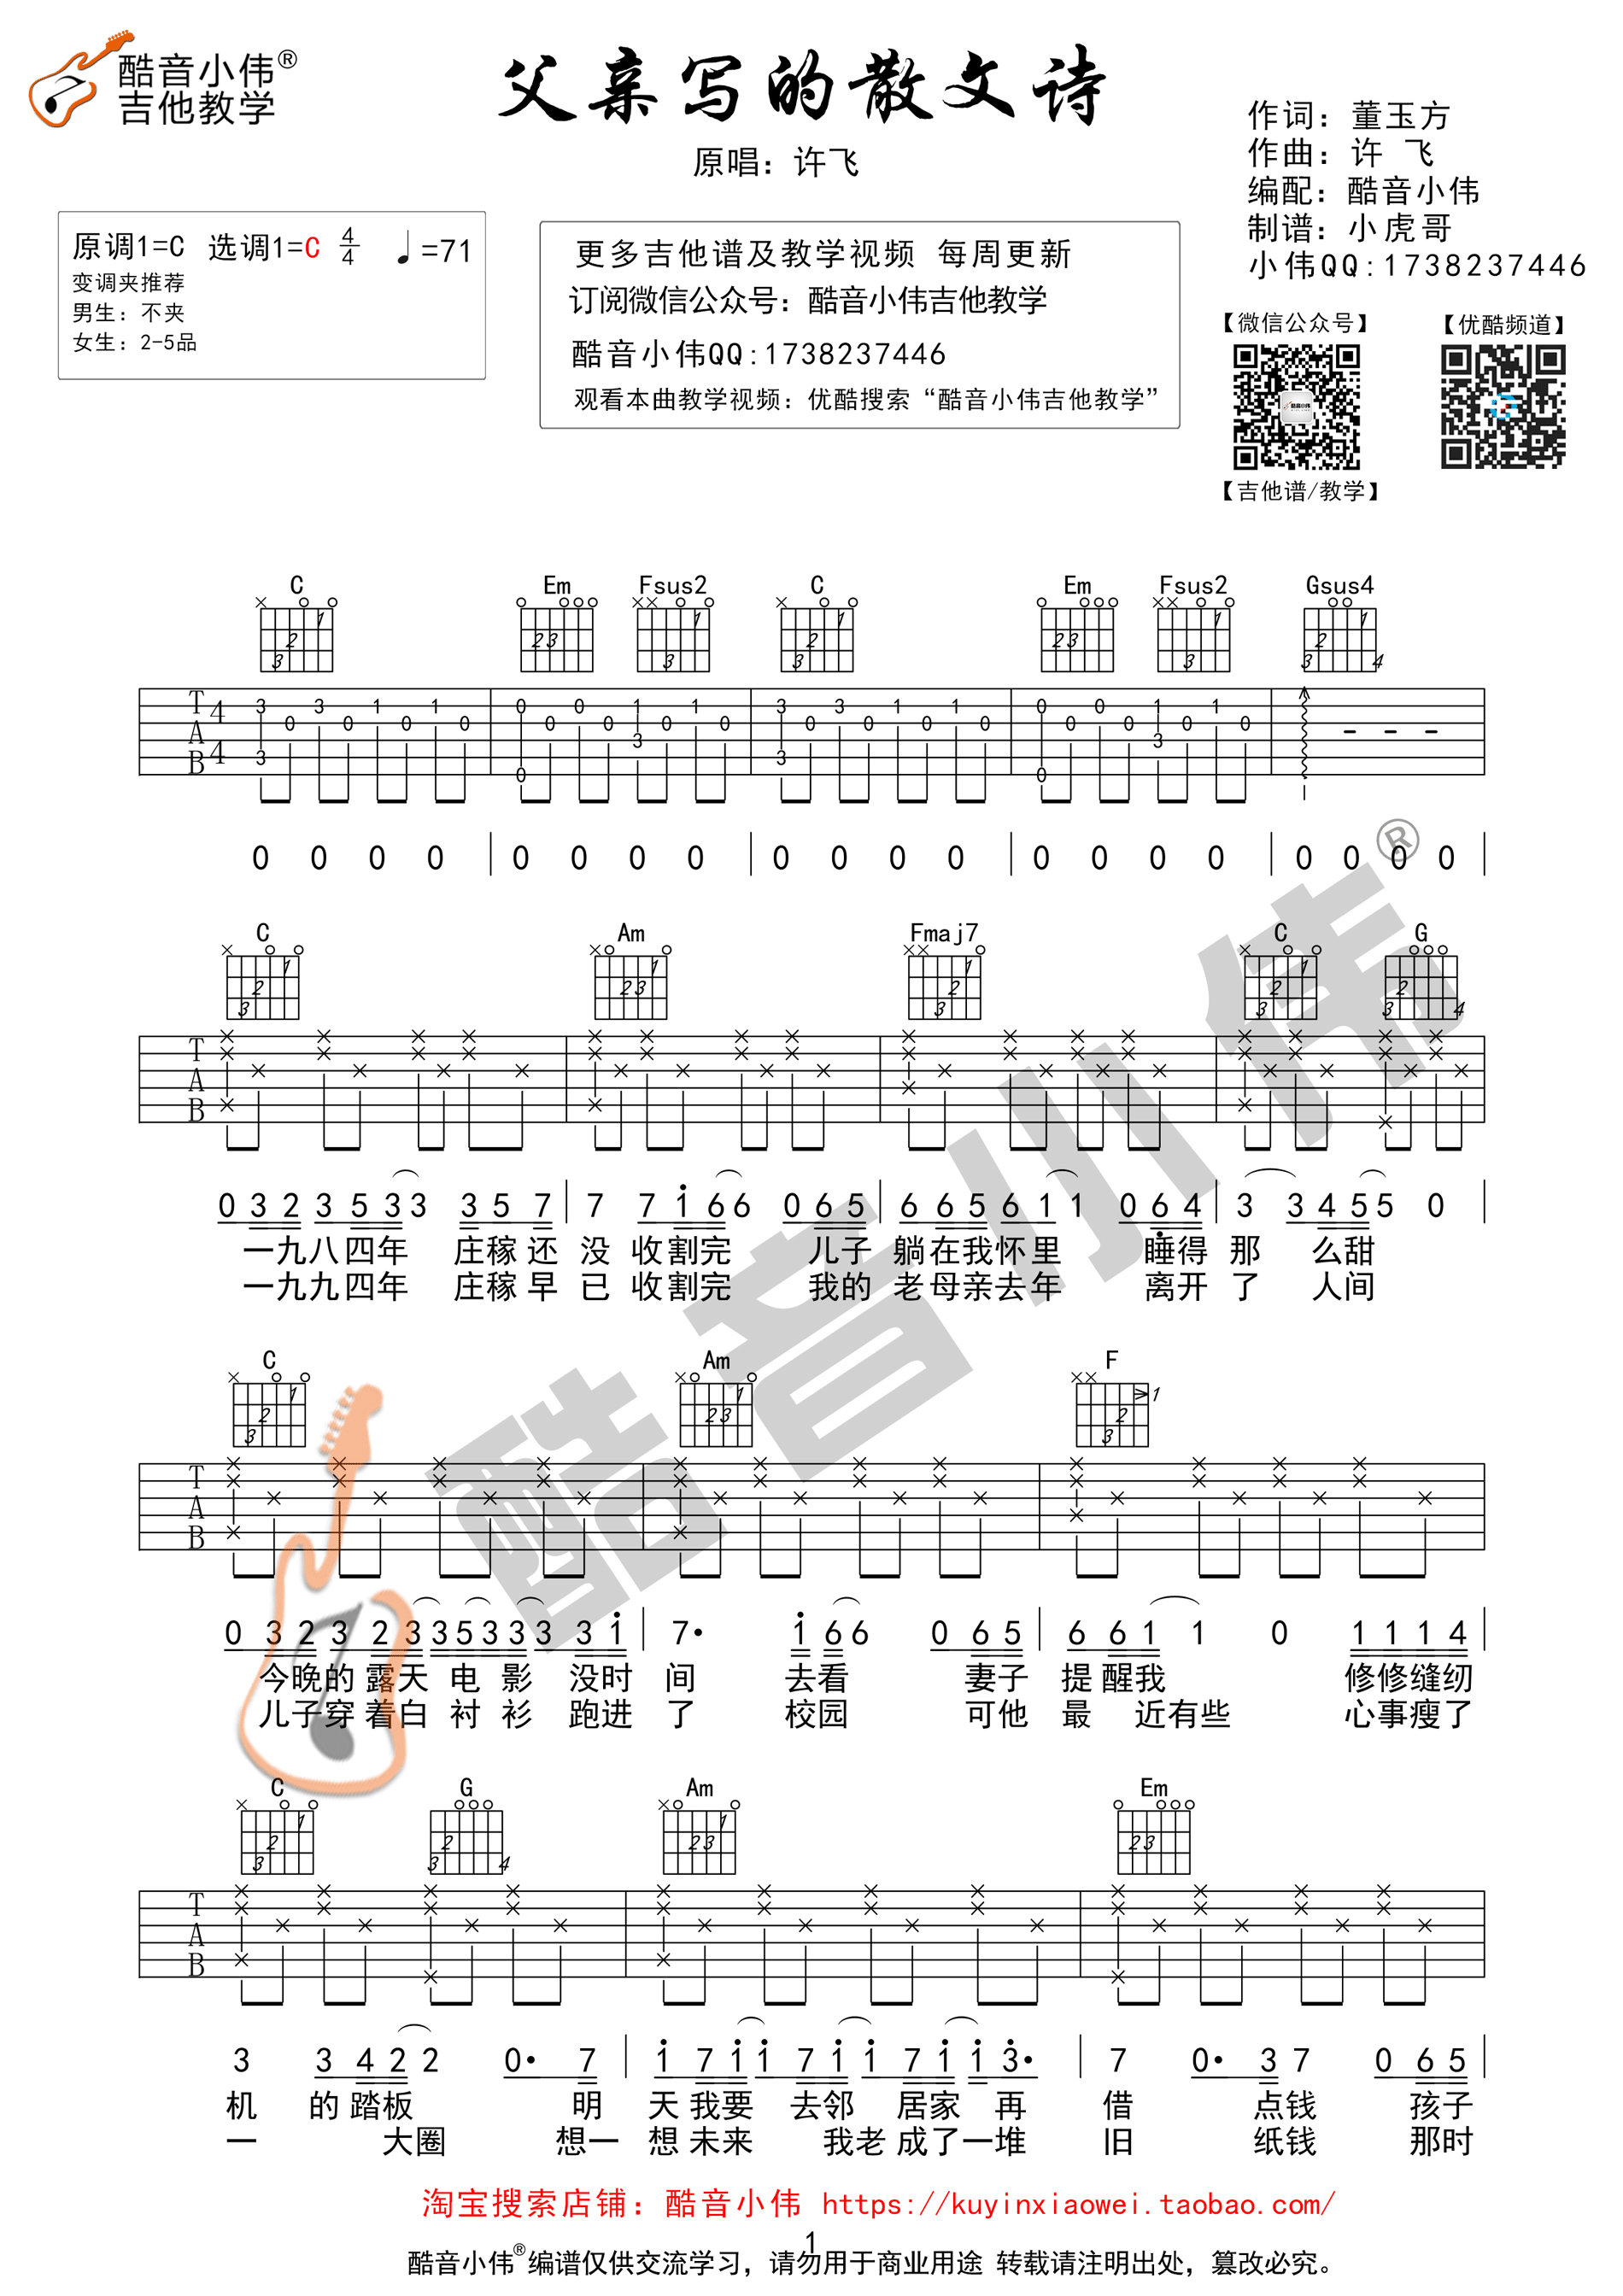 酷音小伟®
吉他教学
父亲写的散文诗
原唱：许飞
作词：董玉方
作曲：许 飞
编配：酷音小伟
制谱：小虎哥
小伟QQ:1738237446
原调1=C 选调1=C 4/4 ♩=71
变调夹推荐
男生：不夹
女生：2-5品
更多吉他谱及教学视频 每周更新
订阅微信公众号：酷音小伟吉他教学
酷音小伟QQ:1738237446
观看本曲教学视频：优酷搜索“酷音小伟吉他教学”
【微信公众号】
【优酷频道】
【吉他谱/教学】
C Em Fsus2 C Em Fsus2 Gsus4
0 0 0 0 | 0 0 0 0 | 0 0 0 0 | 0 0 0 0 | 0 0 0 0
C Am Fmaj7 C G
0 3 2 3 5 3 3 3 5 7 | 7 7 1 6 6 0 6 5 | 6 6 5 6 1 1 0 6 4 | 3 3 4 5 5 0
一九八四年 庄稼还 没 收割完 儿子 躺在我怀里 睡得 那 么甜
一九九四年 庄稼早 已 收割完 我的 老母亲去年 离开 了 人间
C Am F
0 3 2 3 2 3 3 5 3 3 3 3 1 | 7· 1 6 6 0 6 5 | 6 6 1 1 0 1 1 1 4
今晚的露天 电 影 没时 间 去看 妻子 提 醒我 修修缝纫
儿子穿着白 衬 衫 跑进 了 校园 可他 最 近有些 心事瘦了
C G Am Em
3 3 4 2 2 0· 7 | 1 7 1 1 7 1 1 7 1 1 3· | 7 0· 3 7 0 6 5
机 的 踏板 明 天 我要 去邻 居家 再 借 点钱 孩子
一 大圈 想一 想 未来 我老 成了一堆 旧 纸钱 那时
淘宝搜索店铺：酷音小伟 https://kuyinxiaowei.taobao.com/
1
酷音小伟®编谱仅供交流学习，请勿用于商业用途 转载请注明出处，篡改必究。
酷音小伟®